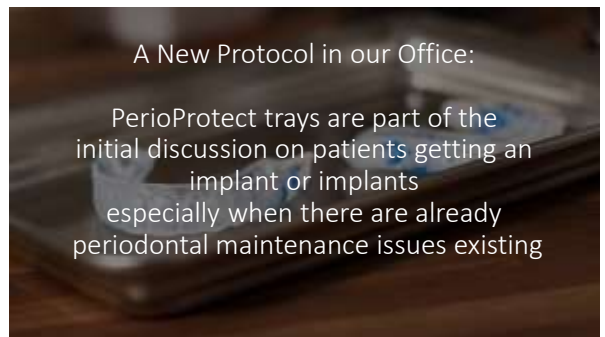 A New Protocol in our Office:
PerioProtect trays are part of the
initial discussion on patients getting an
implant or implants
especially when there are already
periodontal maintenance issues existing